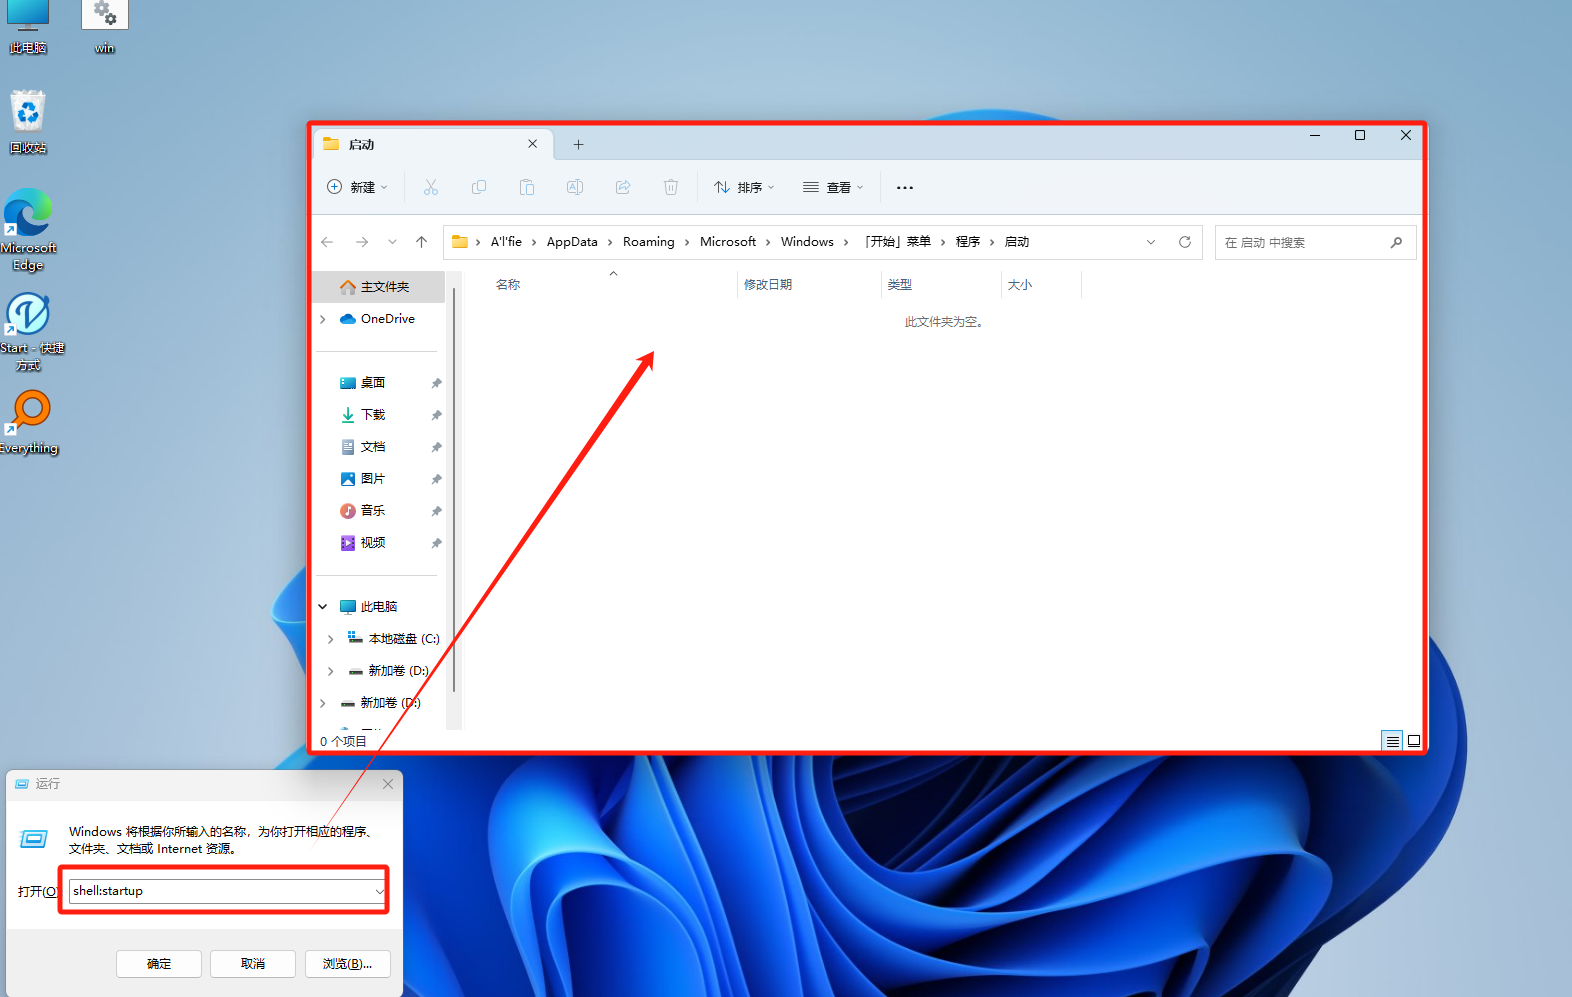 此电脑
win
回收站
Microsoft
Edge
Start - 快捷
方式
Everything
启动
新建
排序
查看
A'l'fie
AppData
Roaming
Microsoft
Windows
「开始」菜单
程序
启动
在 启动 中搜索
主文件夹
OneDrive
桌面
下载
文档
图片
音乐
视频
此电脑
本地磁盘 (C:)
新加卷 (D:)
新加卷 (D:)
0 个项目
名称
修改日期
类型
大小
此文件夹为空。
运行
Windows 将根据你所输入的名称，为你打开相应的程序、
文件夹、文档或 Internet 资源。
打开(O)
shell:startup
确定
取消
浏览(B)...